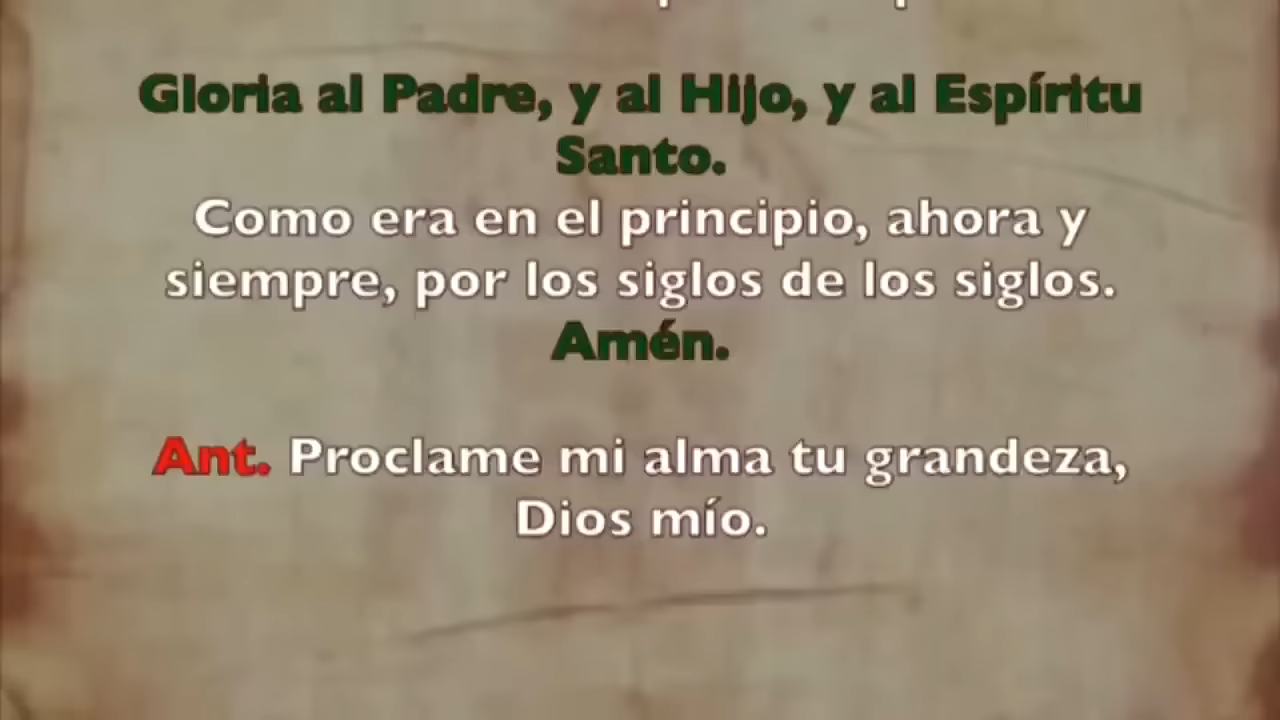 Gloria al Padre, y al Hijo, y al Espíritu
Santo.
Como era en el principio, ahora y
siempre, por los siglos de los siglos.
Amén.
Ant. Proclame mi alma tu grandeza,
Dios mío.